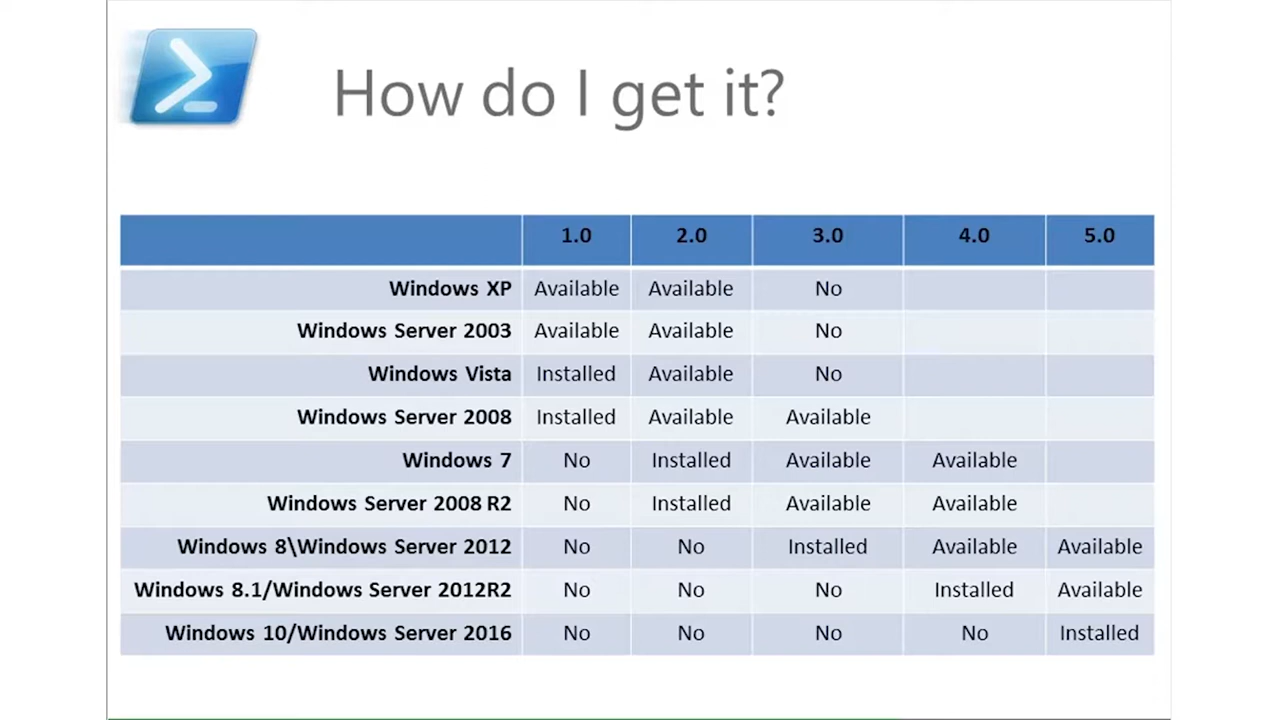 How do I get it?
1.0 2.0 3.0 4.0 5.0
Windows XP Available Available No
Windows Server 2003 Available Available No
Windows Vista Installed Available No
Windows Server 2008 Installed Available Available
Windows 7 No Installed Available Available
Windows Server 2008 R2 No Installed Available Available
Windows 8\Windows Server 2012 No No Installed Available Available
Windows 8.1/Windows Server 2012R2 No No No Installed Available
Windows 10/Windows Server 2016 No No No No Installed